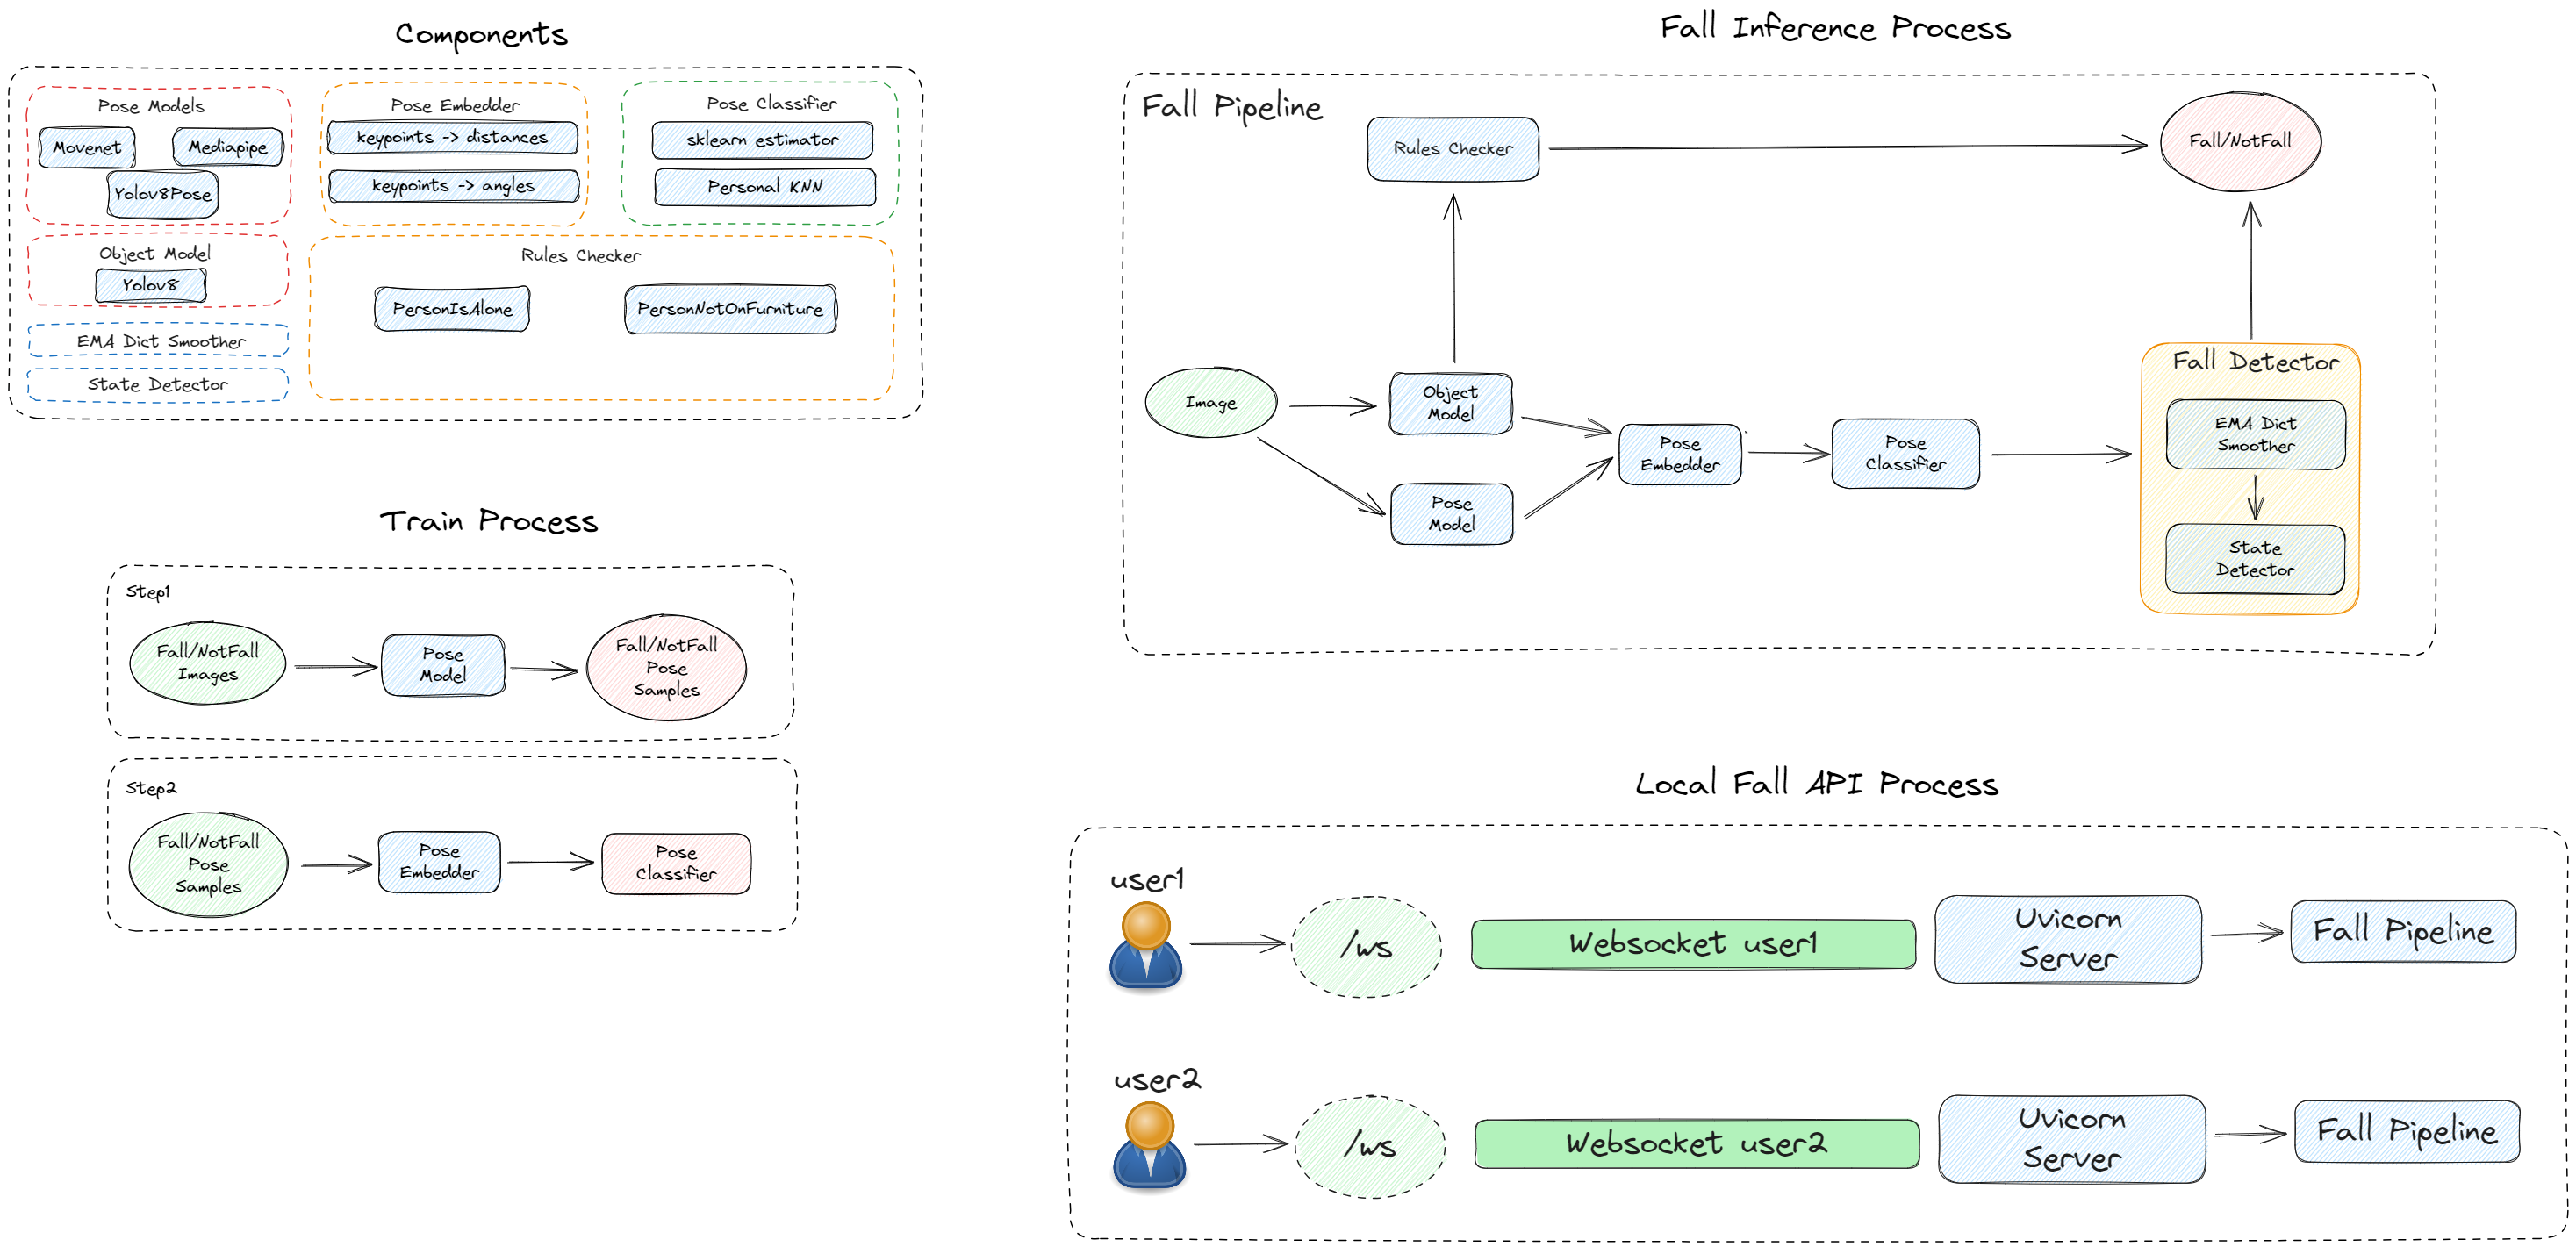 Components
Pose Models
Movenet
Mediapipe
Yolov8Pose
Pose Embedder
keypoints -> distances
keypoints -> angles
Pose Classifier
sklearn estimator
Personal KNN
Object Model
Yolov8
EMA Dict Smoother
State Detector
Rules Checker
PersonIsAlone
PersonNotOnFurniture
Train Process
Step1
Fall/NotFall
Images
Pose
Model
Fall/NotFall
Pose
Samples
Step2
Fall/NotFall
Pose
Samples
Pose
Embedder
Pose
Classifier
Fall Inference Process
Fall Pipeline
Rules Checker
Fall/NotFall
Image
Object
Model
Pose
Model
Pose
Embedder
Pose
Classifier
Fall Detector
EMA Dict
Smoother
State
Detector
Local Fall API Process
user1
/ws
Websocket user1
Uvicorn
Server
Fall Pipeline
user2
/ws
Websocket user2
Uvicorn
Server
Fall Pipeline